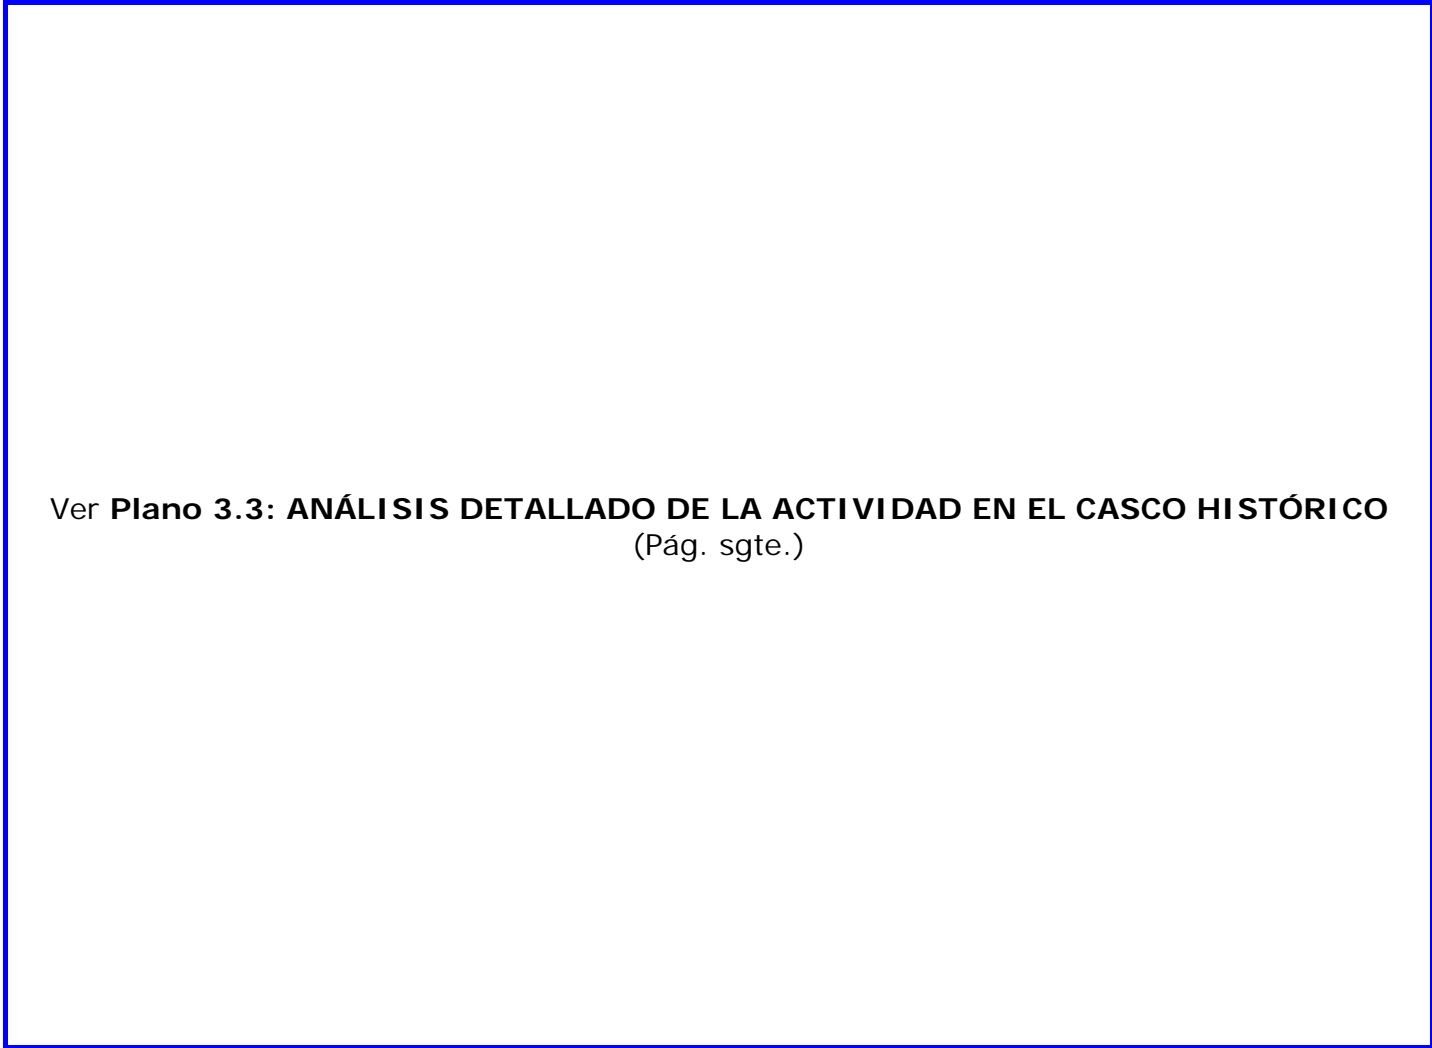 Ver Plano 3.3: ANÁLISIS DETALLADO DE LA ACTIVIDAD EN EL CASCO HISTÓRICO
(Pág. sgte.)